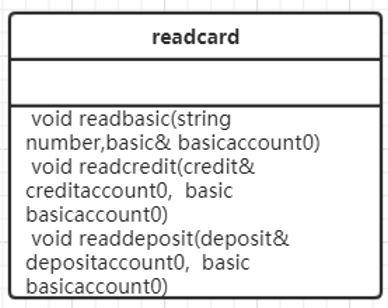 readcard
void readbasic(string
number,basic& basicaccount0)
void readcredit(credit&
creditaccount0,  basic
basicaccount0)
void readdeposit(deposit&
depositaccount0,  basic
basicaccount0)